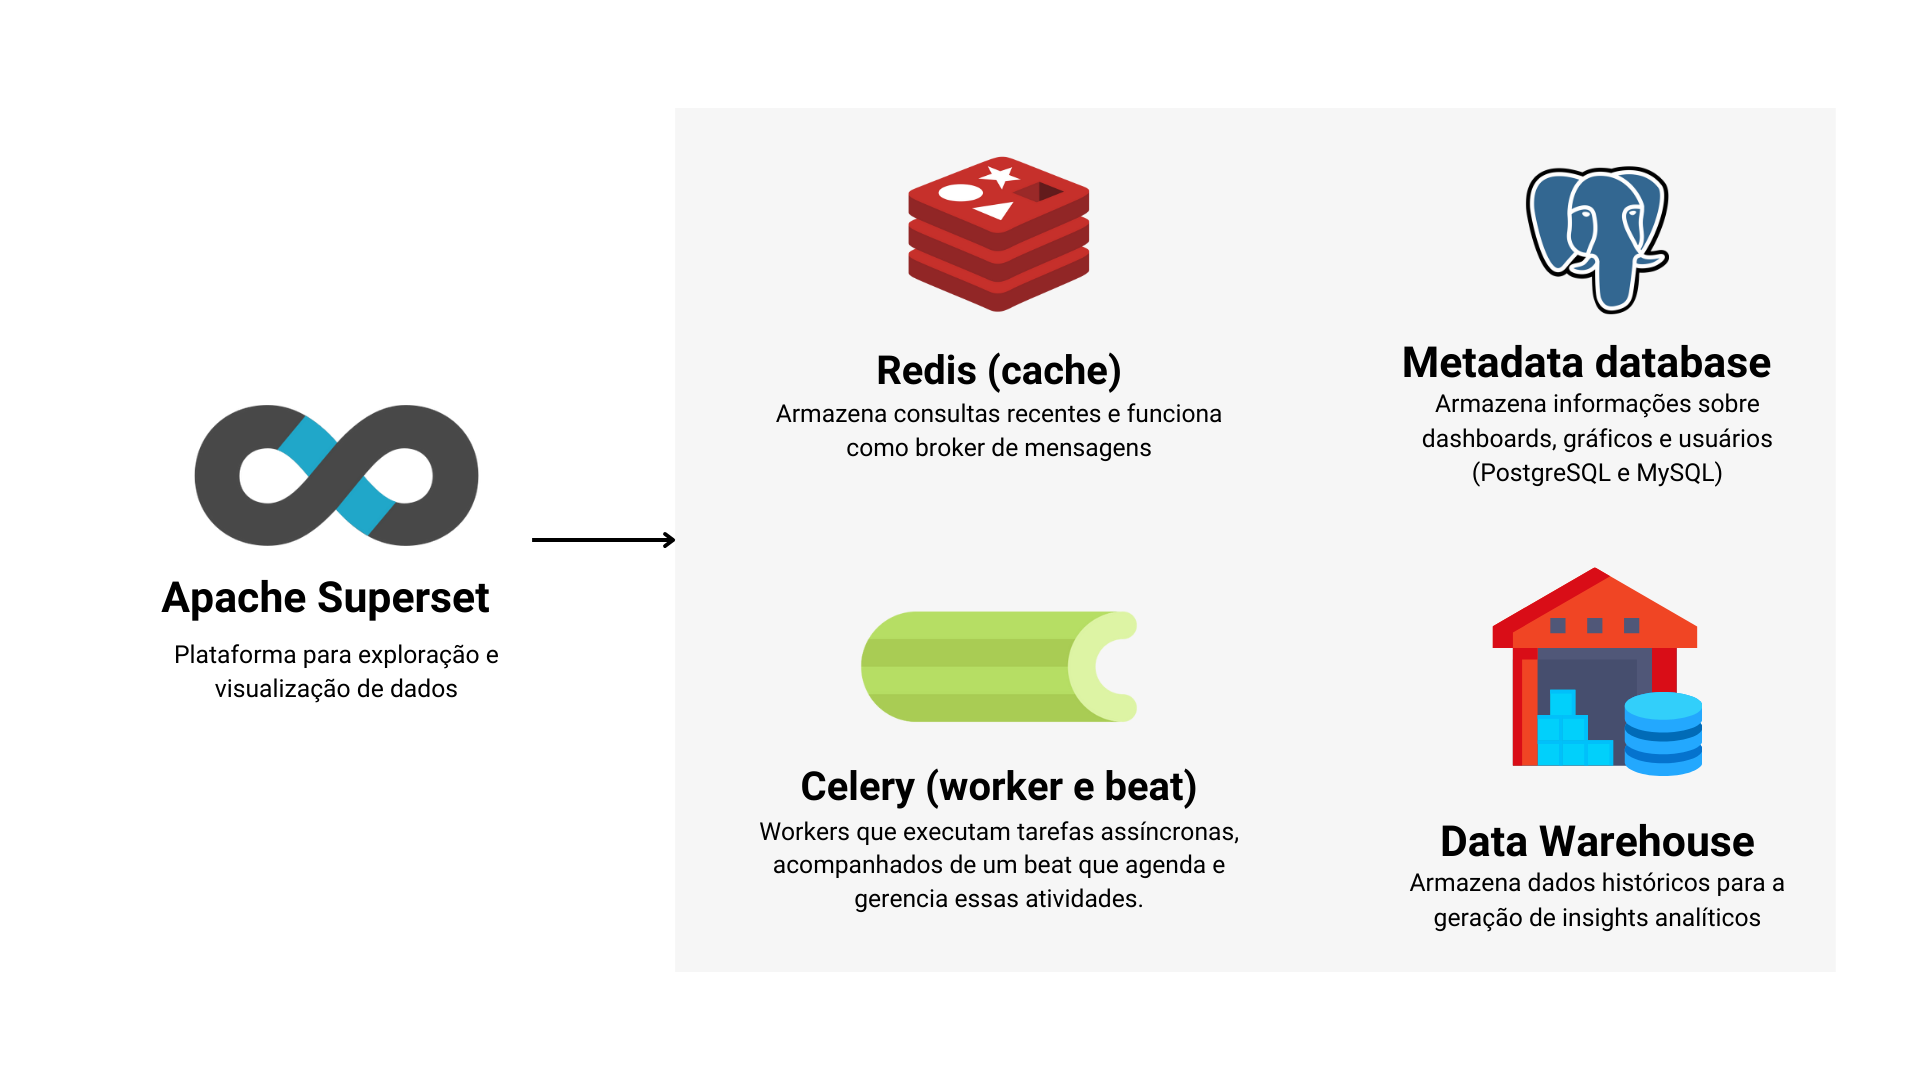 Apache Superset
Plataforma para exploração e
visualização de dados
Redis (cache)
Armazena consultas recentes e funciona
como broker de mensagens
Metadata database
Armazena informações sobre
dashboards, gráficos e usuários
(PostgreSQL e MySQL)
Celery (worker e beat)
Workers que executam tarefas assíncronas,
acompanhados de um beat que agenda e
gerencia essas atividades.
Data Warehouse
Armazena dados históricos para a
geração de insights analíticos